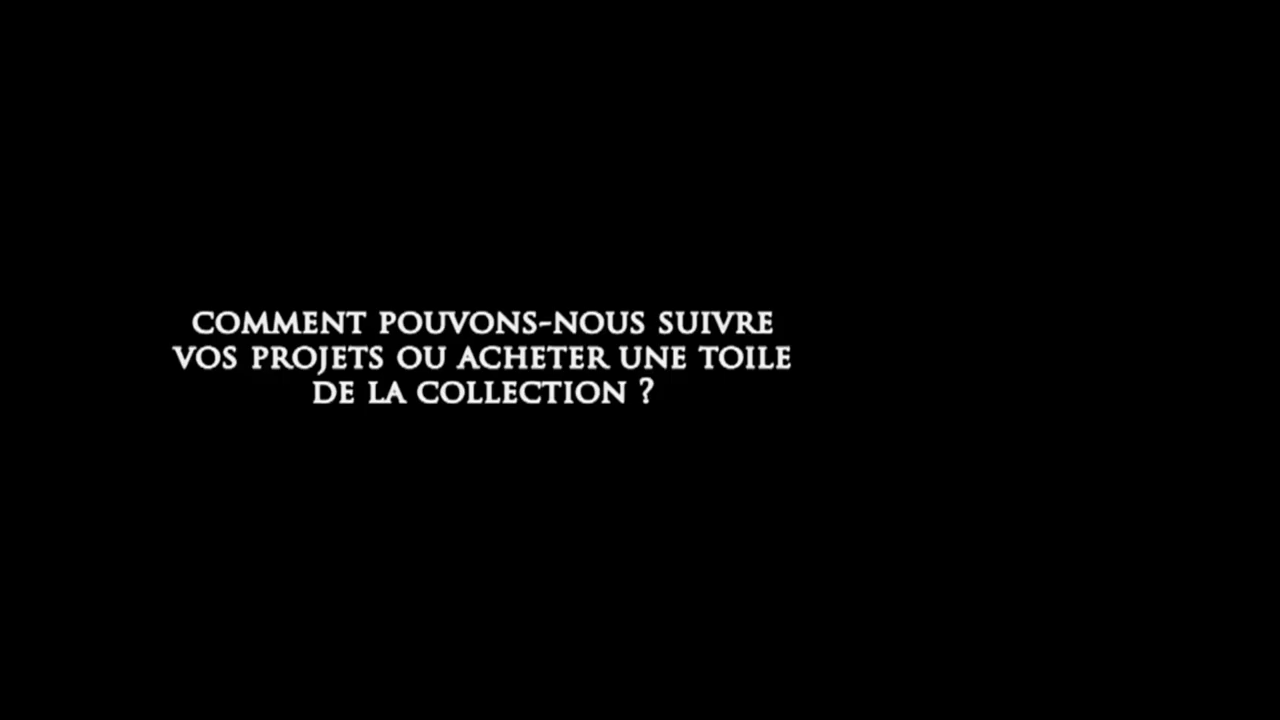 COMMENT POUVONS-NOUS SUIVRE
VOS PROJETS OU ACHETER UNE TOILE
DE LA COLLECTION ?